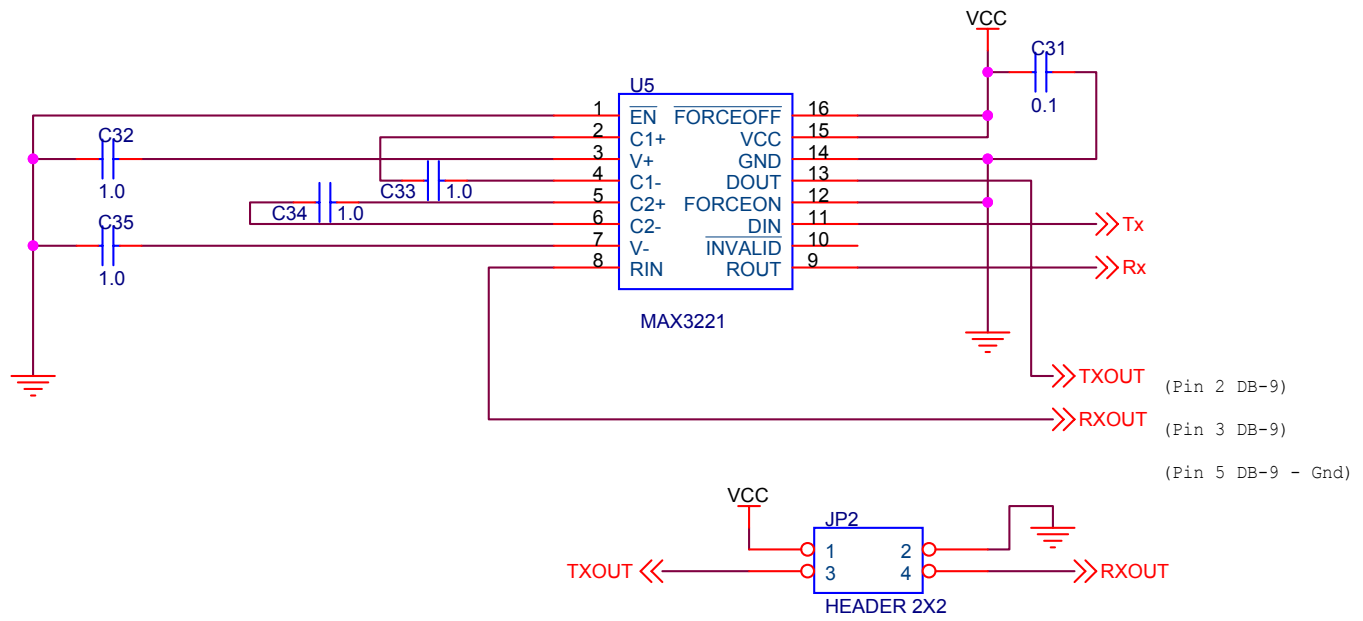 VCC
C31
0.1
U5
1 EN FORCEOFF 16
2 C1+ VCC 15
3 V+ GND 14
4 C1- DOUT 13
5 C2+ FORCEON 12
6 C2- DIN 11
7 V- INVALID 10
8 RIN ROUT 9
MAX3221
C32
1.0
C33 1.0
C34 1.0
C35
1.0
Tx
Rx
TXOUT (Pin 2 DB-9)
RXOUT (Pin 3 DB-9)
(Pin 5 DB-9 - Gnd)
VCC
JP2
1 2
TXOUT 3 4 RXOUT
HEADER 2X2